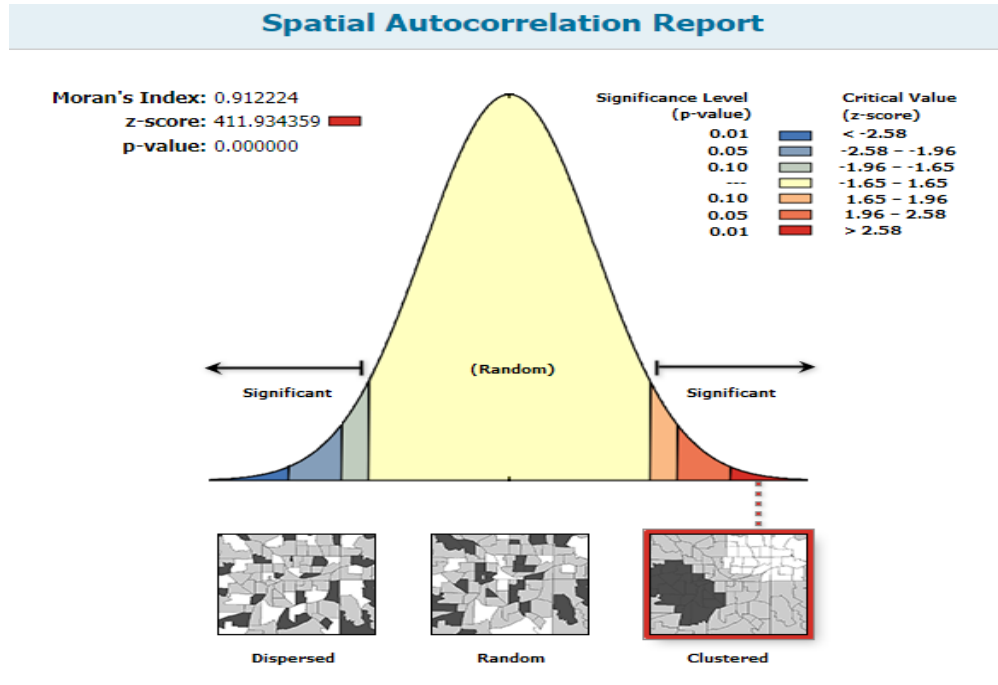 Spatial Autocorrelation Report
Moran's Index: 0.912224
z-score: 411.934359
p-value: 0.000000
Significance Level
(p-value)
Critical Value
(z-score)
0.01 < -2.58
0.05 -2.58 – -1.96
0.10 -1.96 – -1.65
--- -1.65 – 1.65
0.10 1.65 – 1.96
0.05 1.96 – 2.58
0.01 > 2.58
(Random)
Significant
Significant
Dispersed
Random
Clustered